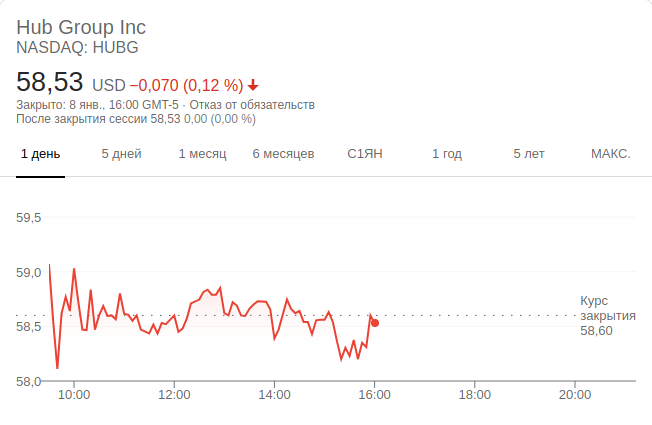 Hub Group Inc
NASDAQ: HUBG
58,53 USD −0,070 (0,12 %)
Закрыто: 8 янв., 16:00 GMT-5 · Отказ от обязательств
После закрытия сессии 58,53 0,00 (0,00 %)
1 день 5 дней 1 месяц 6 месяцев С1ЯН 1 год 5 лет МАКС.
59,5
59,0
58,5
58,0
Курс
закрытия
58,60
10:00 12:00 14:00 16:00 18:00 20:00